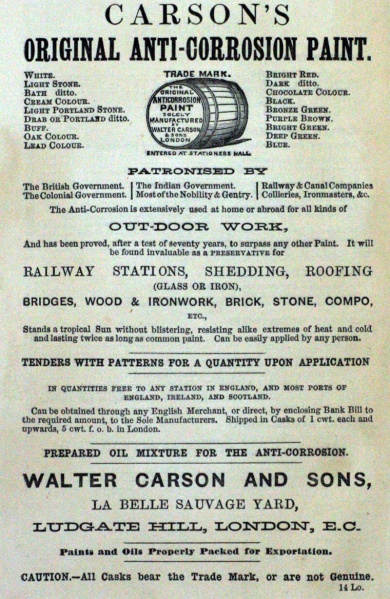 CARSON'S
ORIGINAL ANTI-CORROSION PAINT.
WHITE.
LIGHT STONE.
BATH ditto.
CREAM COLOUR.
LIGHT PORTLAND STONE.
DRAB OR PORTLAND ditto.
BUFF.
OAK COLOUR.
LEAD COLOUR.
TRADE MARK.
THE
ORIGINAL
ANTICORROSION
PAINT
SOLELY
MANUFACTURED
BY
WALTER CARSON
& SONS
LONDON
ENTERED AT STATIONERS HALL
BRIGHT RED.
DARK ditto.
CHOCOLATE COLOUR.
BLACK.
BRONZE GREEN.
PURPLE BROWN.
BRIGHT GREEN.
DEEP GREEN.
BLUE.
PATRONISED BY
The British Government.
The Colonial Government.
The Indian Government.
Most of the Nobility & Gentry.
Railway & Canal Companies
Collieries, Ironmasters, &c.
The Anti-Corrosion is extensively used at home or abroad for all kinds of
OUT-DOOR WORK,
And has been proved, after a test of seventy years, to surpass any other Paint. It will
be found invaluable as a PRESERVATIVE for
RAILWAY STATIONS, SHEDDING, ROOFING
(GLASS OR IRON),
BRIDGES, WOOD & IRONWORK, BRICK, STONE, COMPO,
ETC.,
Stands a tropical Sun without blistering, resisting alike extremes of heat and cold
and lasting twice as long as common paint. Can be easily applied by any person.
TENDERS WITH PATTERNS FOR A QUANTITY UPON APPLICATION
IN QUANTITIES FREE TO ANY STATION IN ENGLAND, AND MOST PORTS OF
ENGLAND, IRELAND, AND SCOTLAND.
Can be obtained through any English Merchant, or direct, by enclosing Bank Bill to
the required amount, to the Sole Manufacturers. Shipped in Casks of 1 cwt. each and
upwards, 5 cwt. f. o. b. in London.
PREPARED OIL MIXTURE FOR THE ANTI-CORROSION.
WALTER CARSON AND SONS,
LA BELLE SAUVAGE YARD,
LUDGATE HILL, LONDON, E.C.
Paints and Oils Properly Packed for Exportation.
CAUTION.—All Casks bear the Trade Mark, or are not Genuine.
14 Lo.